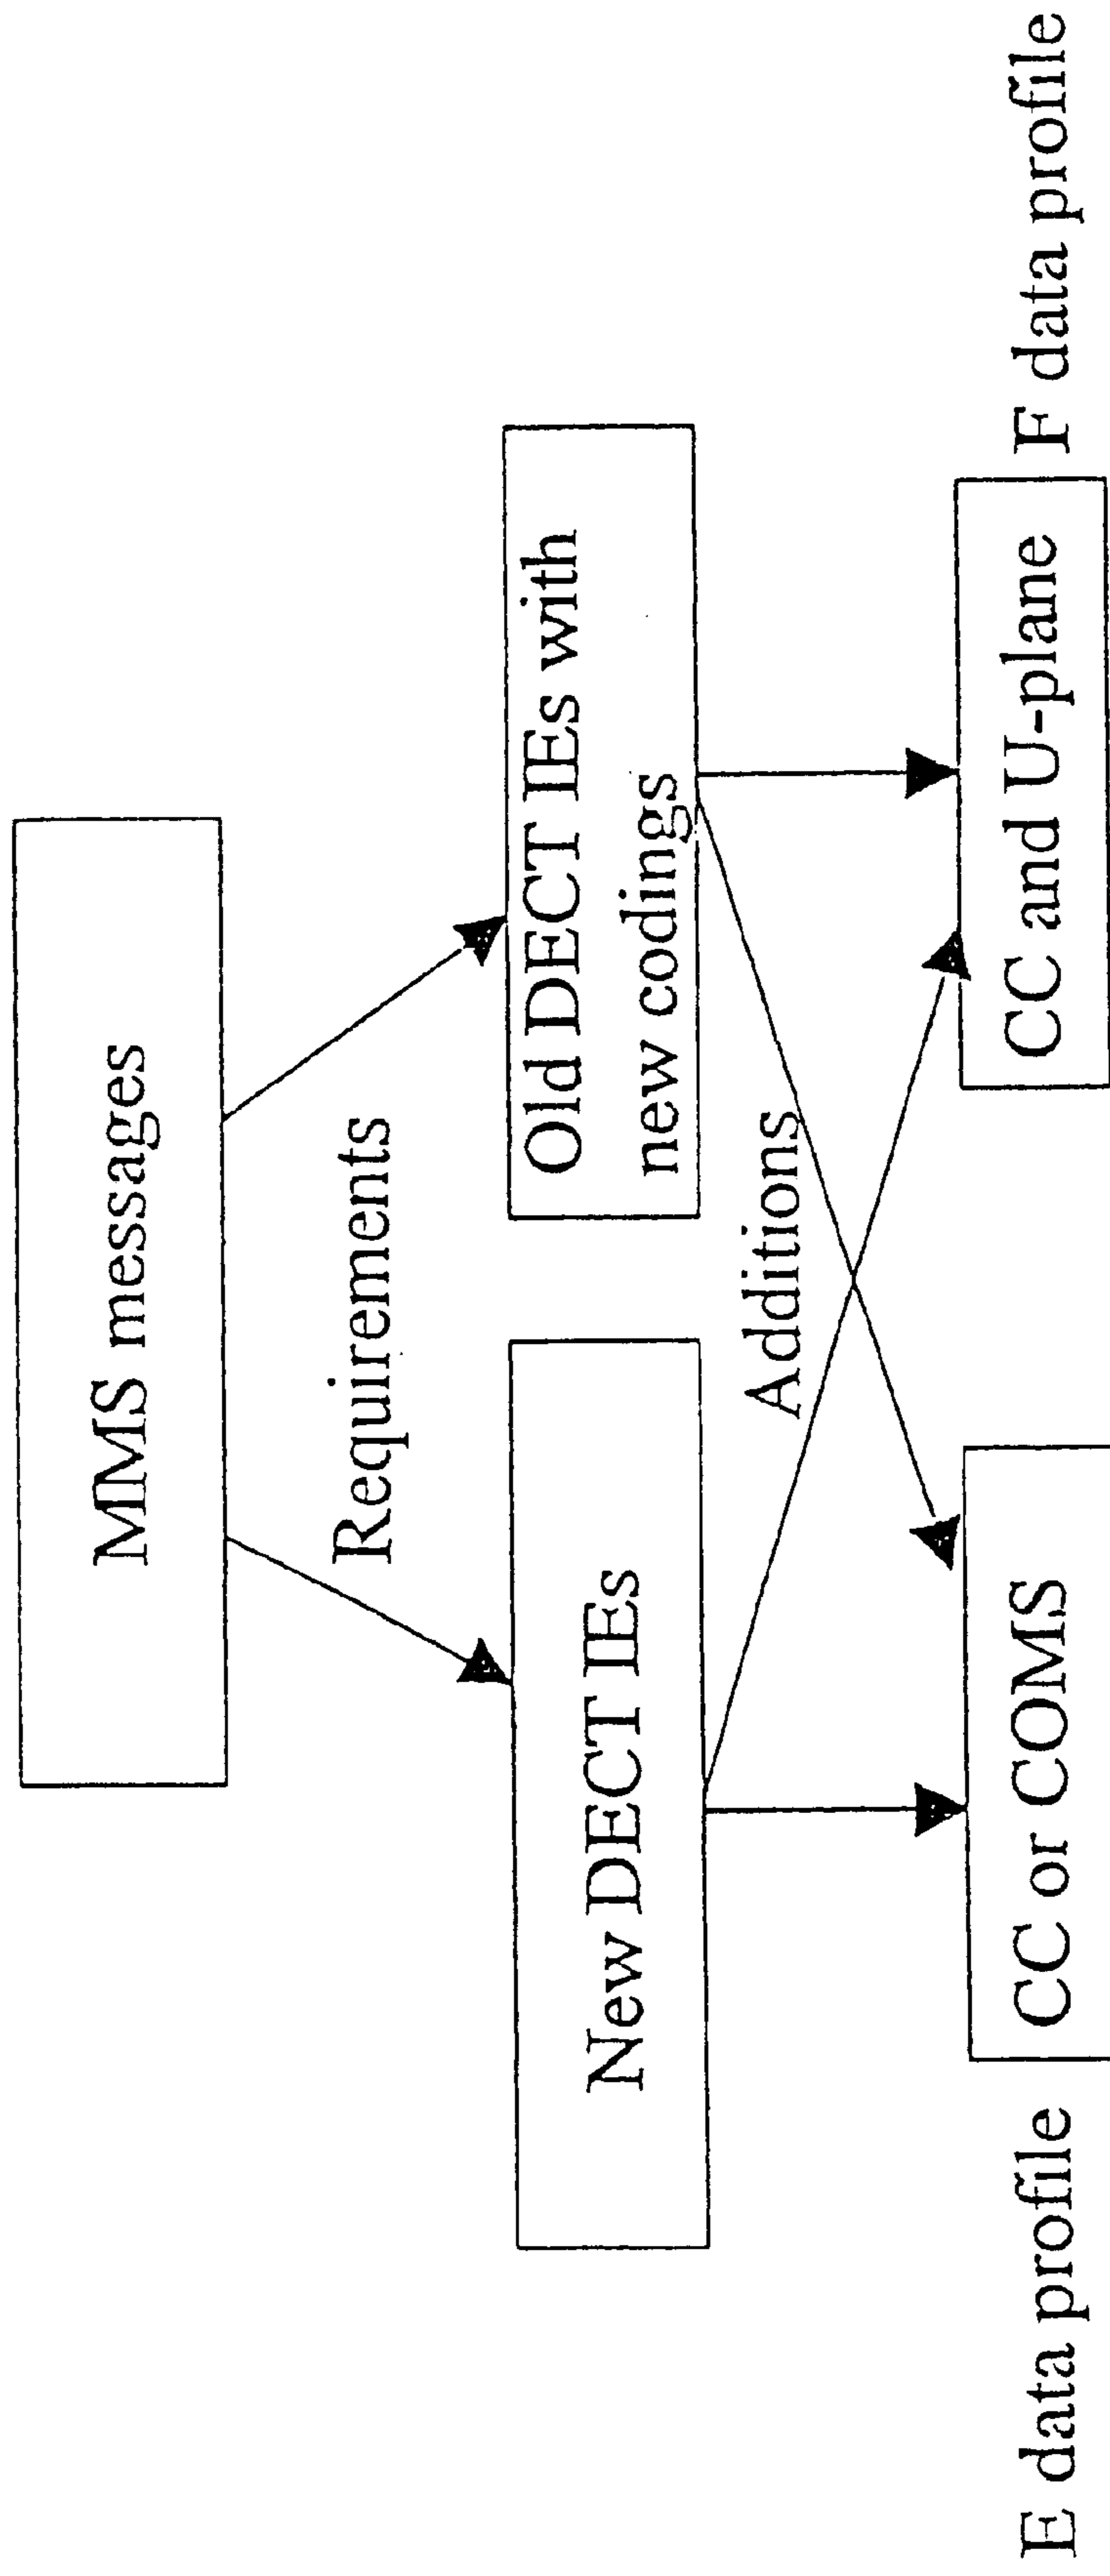 MMS messages
Requirements
New DECT IEs
Old DECT IEs with
new codings
Additions
E data profile
CC or COMS
CC and U-plane
F data profile